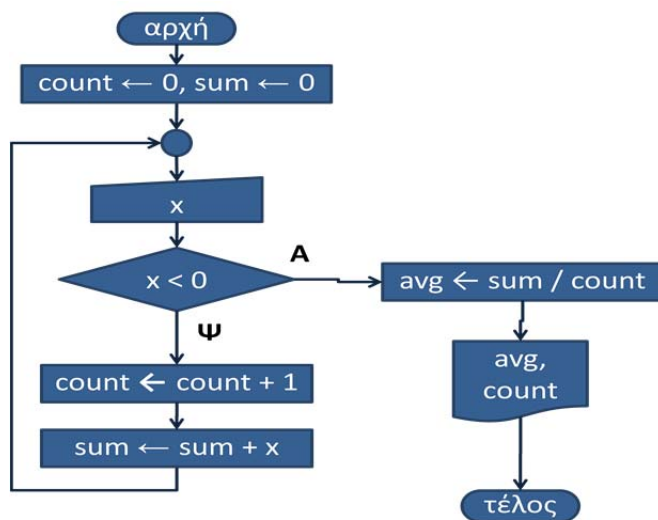 αρχή
count ← 0, sum ← 0
x
x < 0
Α
avg ← sum / count
Ψ
avg,
count
count ← count + 1
sum ← sum + x
τέλος